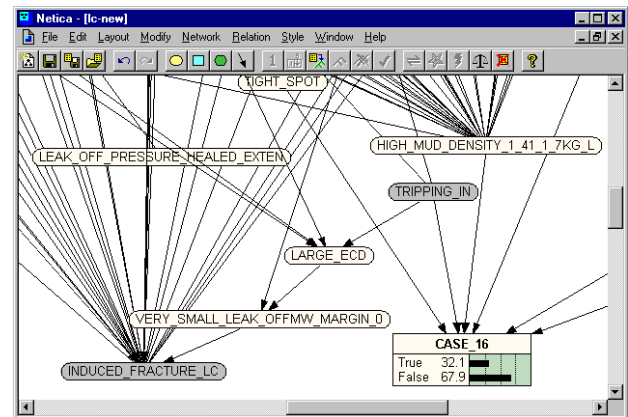 Netica - [lc-new]
File Edit Layout Modify Network Relation Style Window Help
1
TIGHT_SPOT
HIGH_MUD_DENSITY_1_41_1_7KG_L
LEAK_OFF_PRESSURE_HEALED_EXTEN
TRIPPING_IN
LARGE_ECD
VERY_SMALL_LEAK_OFFMW_MARGIN_0
CASE_16
True 32.1
False 67.9
INDUCED_FRACTURE_LC